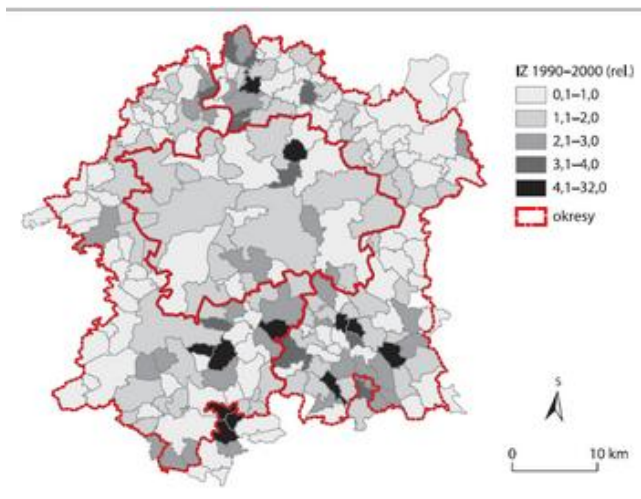 IZ 1990–2000 (rel.)
0,1–1,0
1,1–2,0
2,1–3,0
3,1–4,0
4,1–32,0
okresy
S
0 10 km